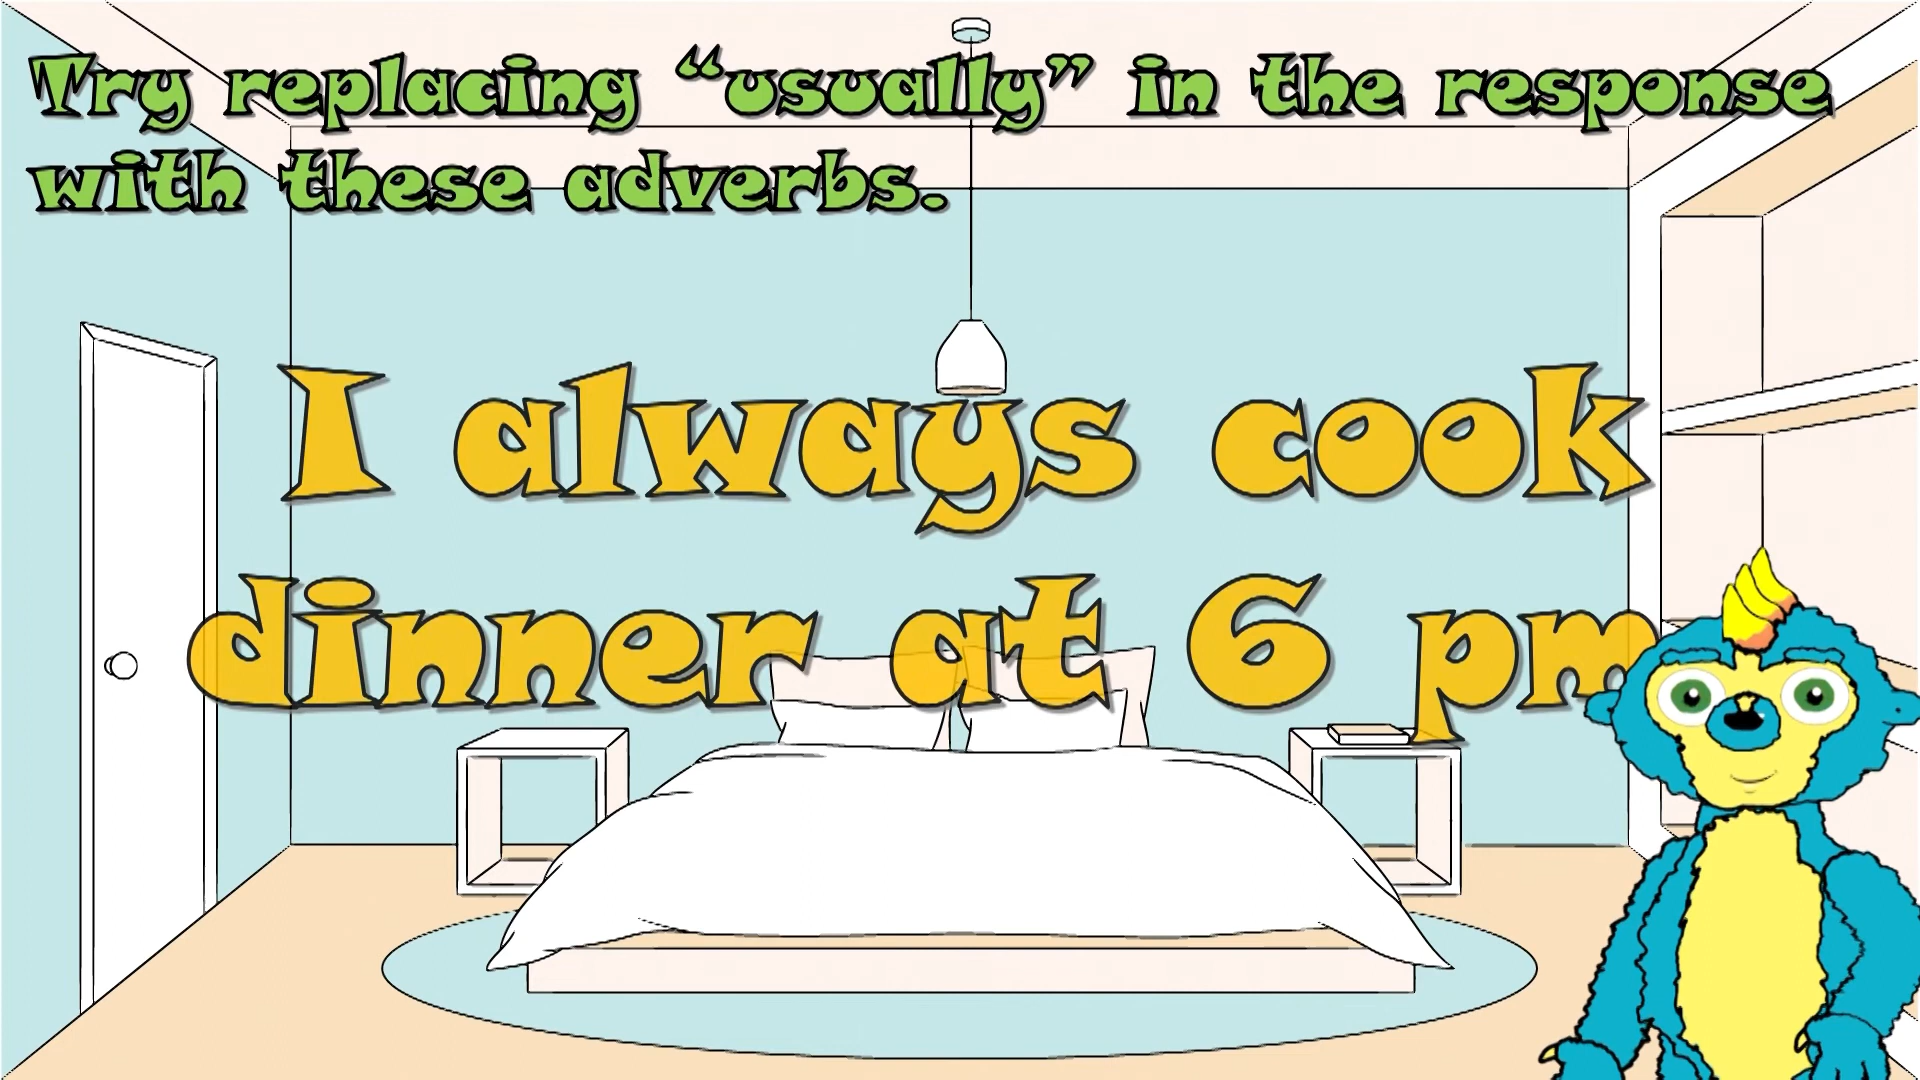 Try replacing “usually” in the response
with these adverbs.
I always cook
dinner at 6 pm